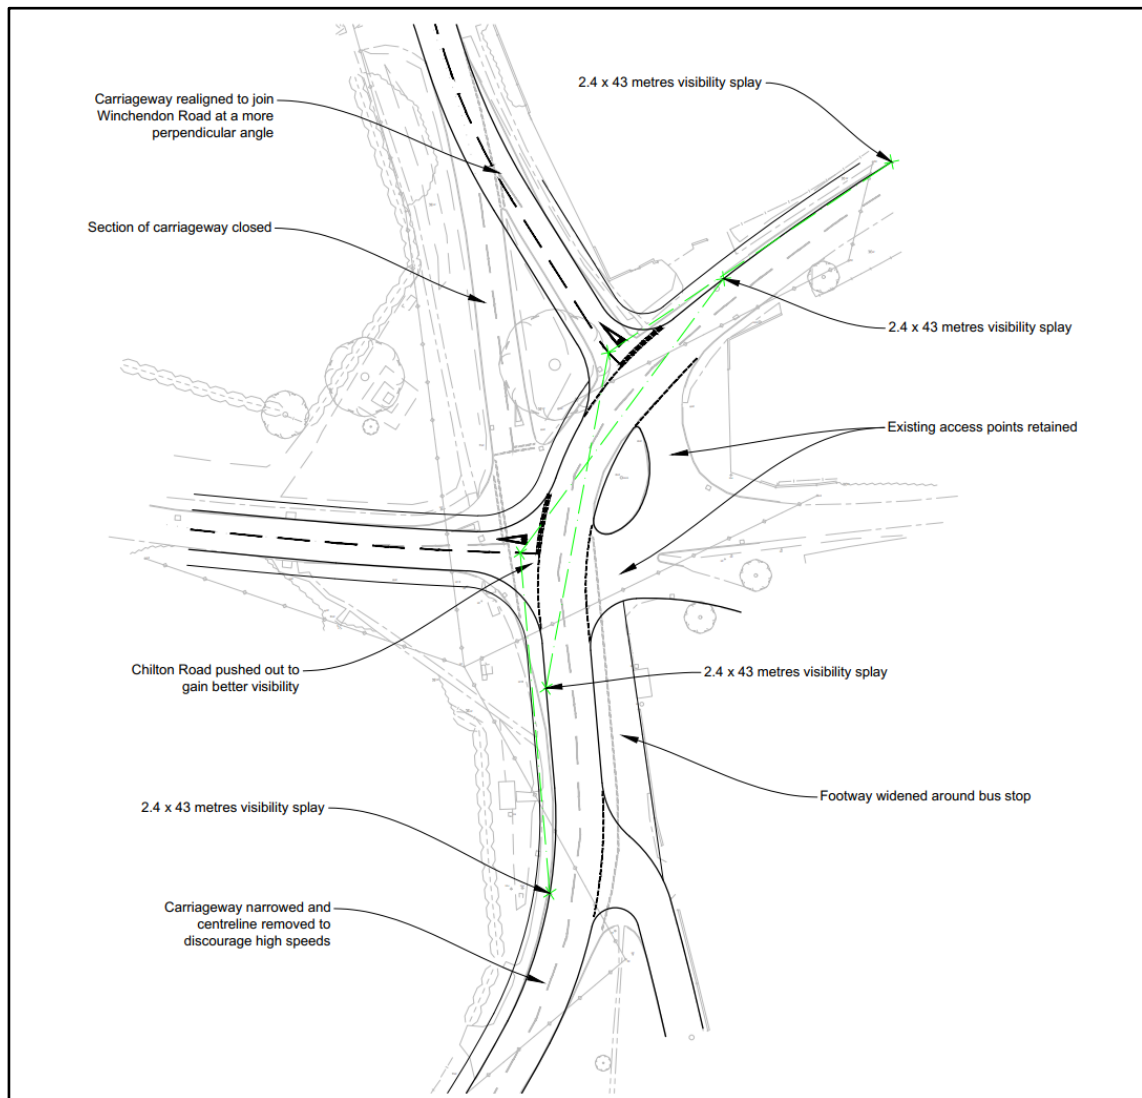 2.4 x 43 metres visibility splay
Carriageway realigned to join
Winchendon Road at a more
perpendicular angle
Section of carriageway closed
2.4 x 43 metres visibility splay
Existing access points retained
Chilton Road pushed out to
gain better visibility
2.4 x 43 metres visibility splay
Footway widened around bus stop
2.4 x 43 metres visibility splay
Carriageway narrowed and
centreline removed to
discourage high speeds